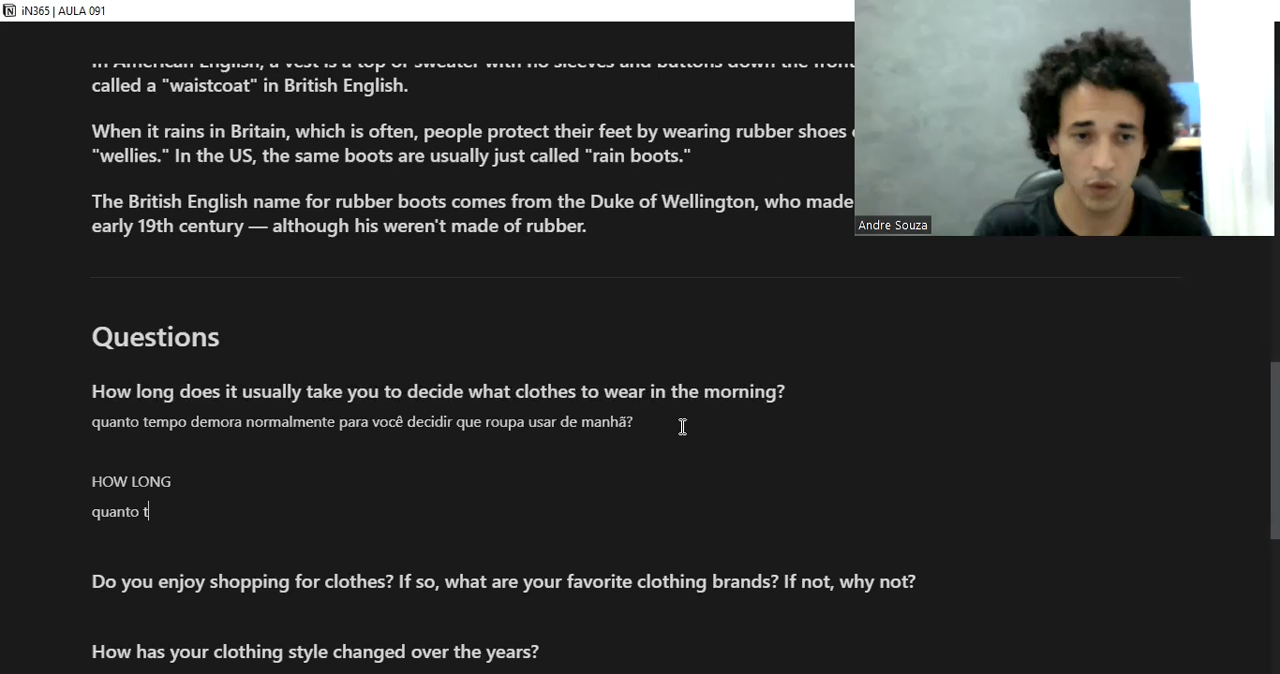 iN365 | AULA 091
In American English, a vest is a top or sweater with no sleeves and buttons down the front
called a "waistcoat" in British English.
When it rains in Britain, which is often, people protect their feet by wearing rubber shoes
"wellies." In the US, the same boots are usually just called "rain boots."
The British English name for rubber boots comes from the Duke of Wellington, who made
early 19th century — although his weren't made of rubber.
Andre Souza
Questions
How long does it usually take you to decide what clothes to wear in the morning?
quanto tempo demora normalmente para você decidir que roupa usar de manhã?
HOW LONG
quanto t
Do you enjoy shopping for clothes? If so, what are your favorite clothing brands? If not, why not?
How has your clothing style changed over the years?